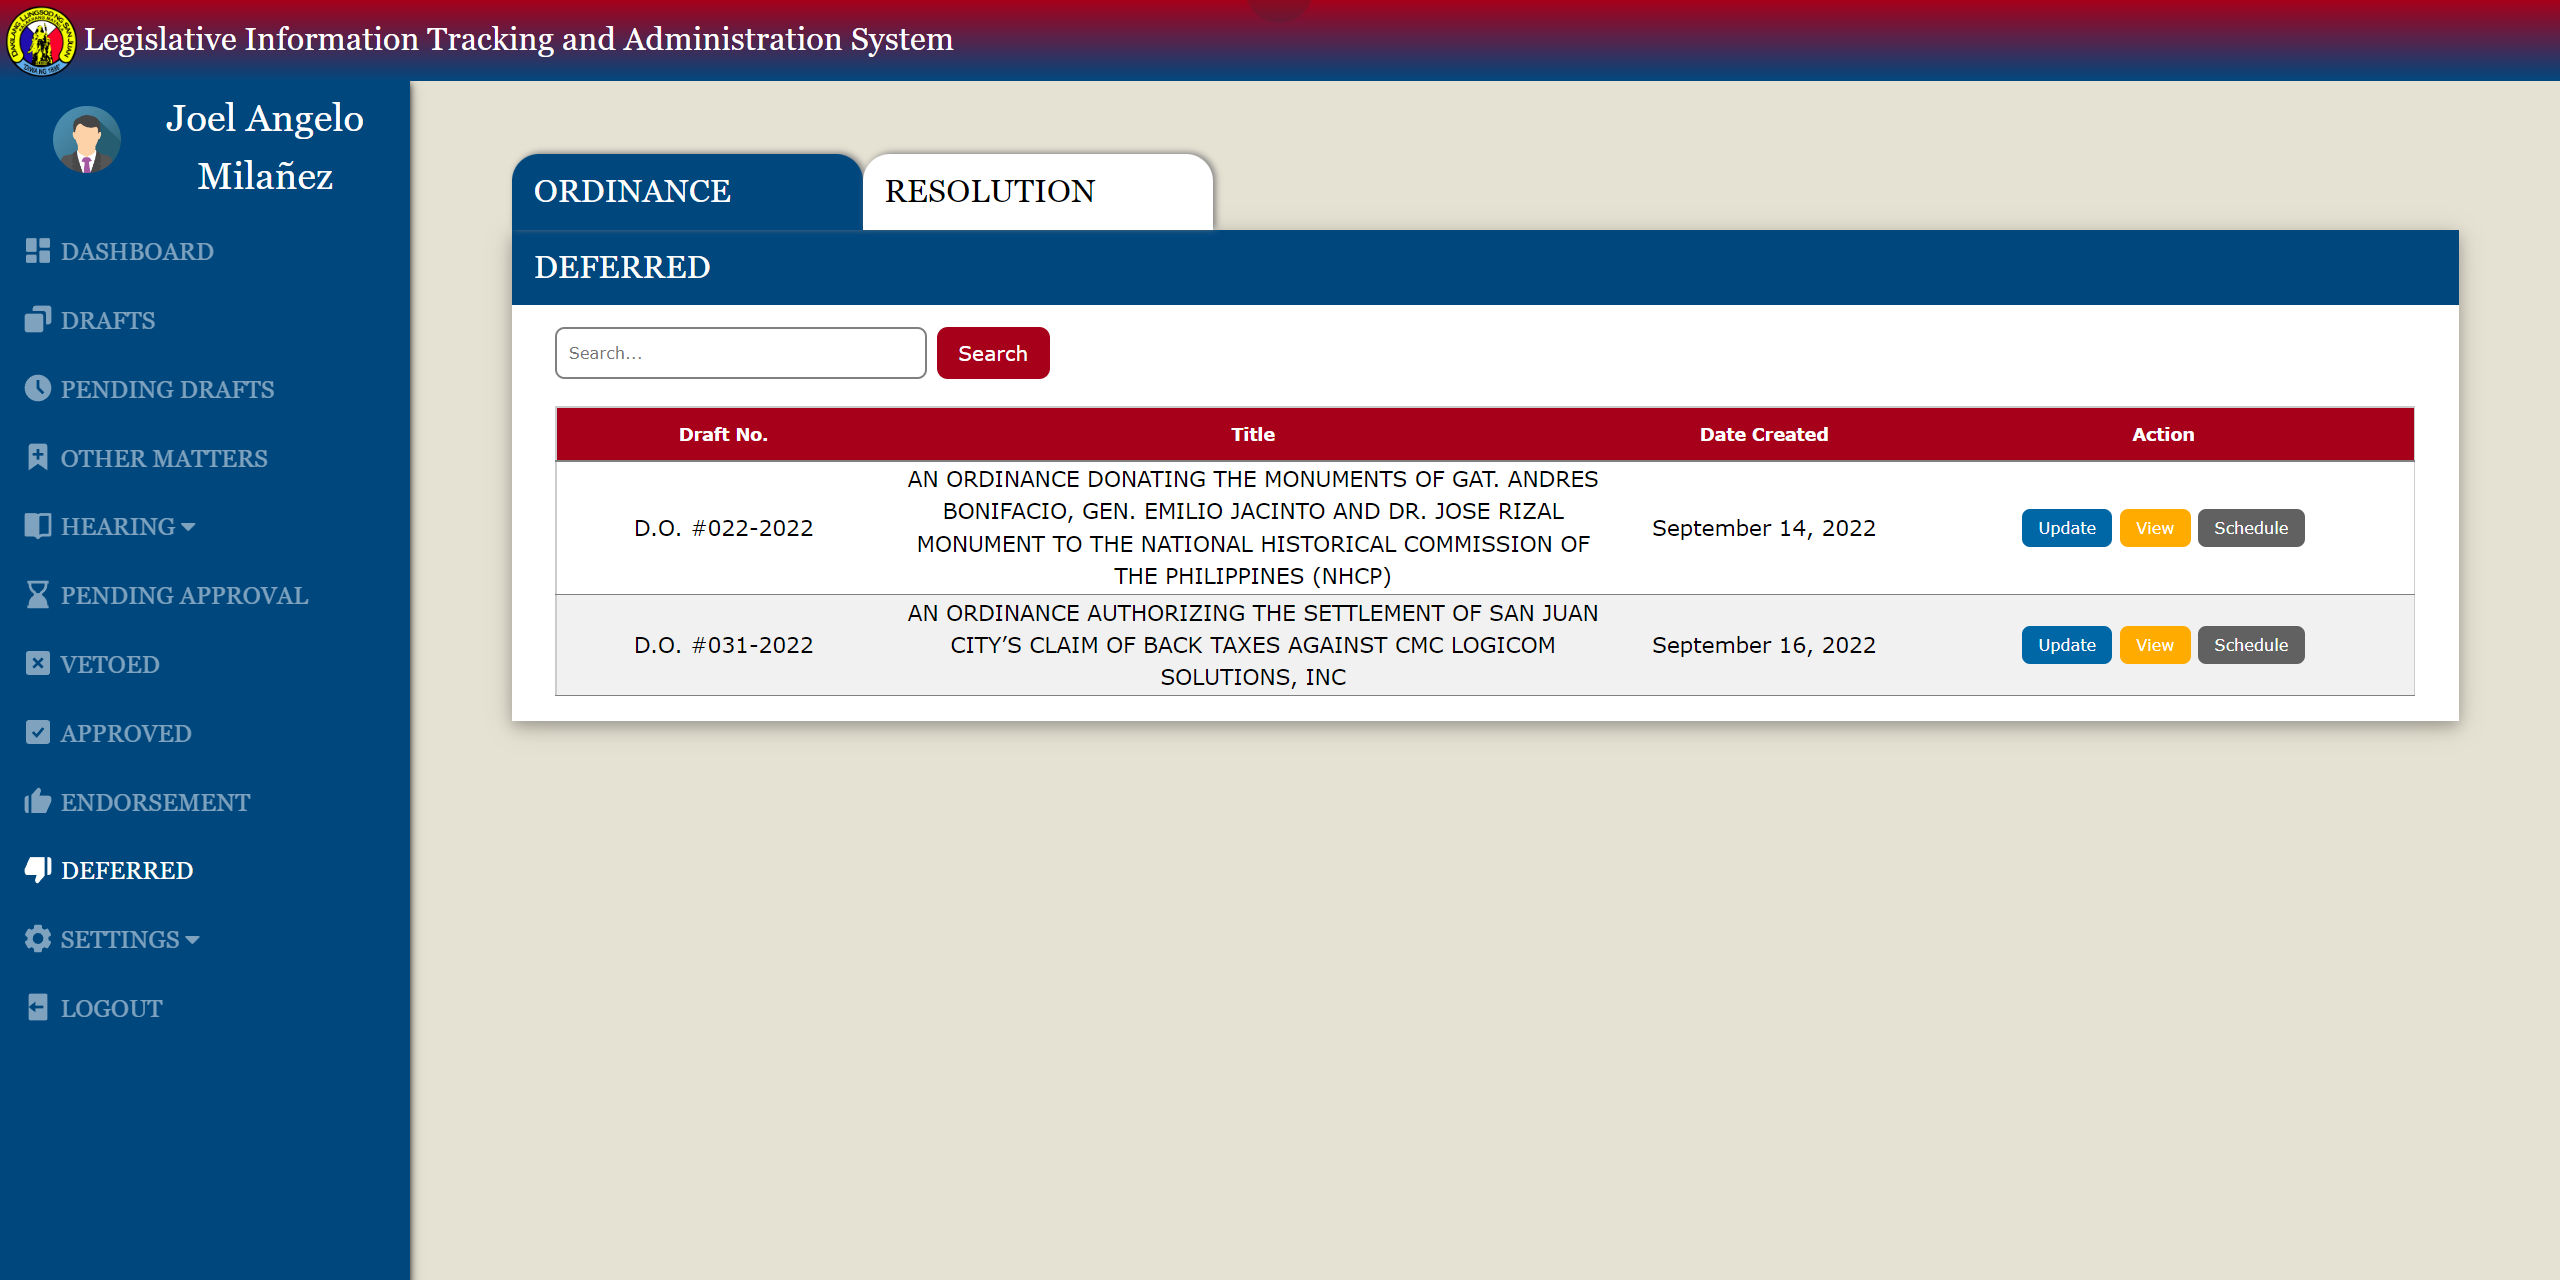 Legislative Information Tracking and Administration System
Joel Angelo
Milañez
DASHBOARD
DRAFTS
PENDING DRAFTS
OTHER MATTERS
HEARING
PENDING APPROVAL
VETOED
APPROVED
ENDORSEMENT
DEFERRED
SETTINGS
LOGOUT
ORDINANCE
RESOLUTION
DEFERRED
Search...
Search
Draft No. Title Date Created Action
AN ORDINANCE DONATING THE MONUMENTS OF GAT. ANDRES
BONIFACIO, GEN. EMILIO JACINTO AND DR. JOSE RIZAL
MONUMENT TO THE NATIONAL HISTORICAL COMMISSION OF
THE PHILIPPINES (NHCP)
D.O. #022-2022 September 14, 2022 Update View Schedule
AN ORDINANCE AUTHORIZING THE SETTLEMENT OF SAN JUAN
D.O. #031-2022 CITY’S CLAIM OF BACK TAXES AGAINST CMC LOGICOM September 16, 2022 Update View Schedule
SOLUTIONS, INC